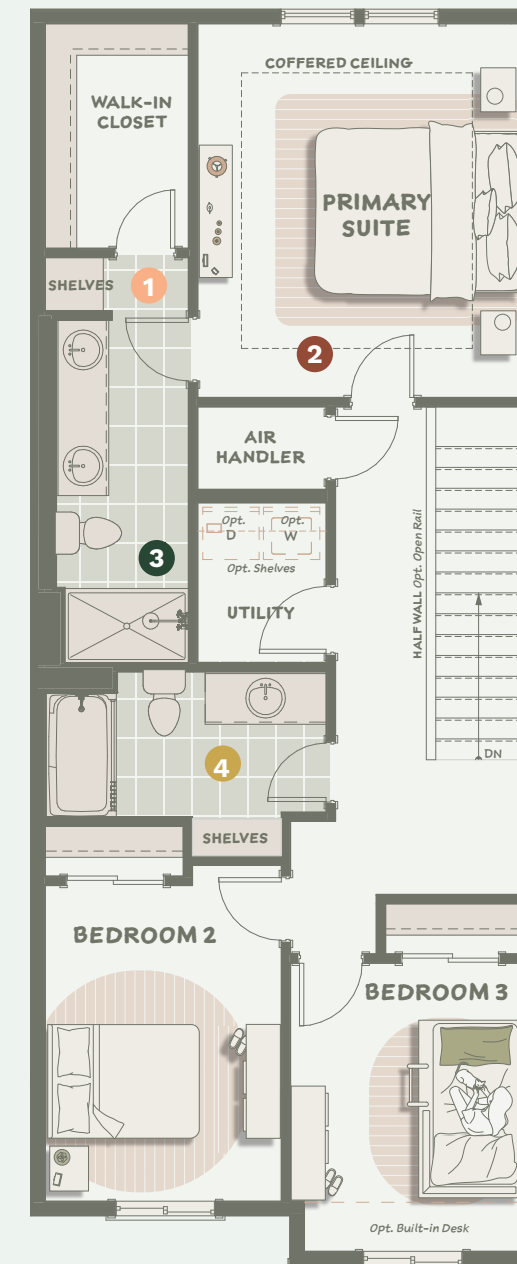 COFFERED CEILING
WALK-IN
CLOSET
PRIMARY
SUITE
SHELVES
1
2
AIR
HANDLER
Opt.
D
Opt.
W
Opt. Shelves
3
UTILITY
HALF WALL Opt. Open Rail
DN
4
SHELVES
BEDROOM 2
BEDROOM 3
Opt. Built-in Desk